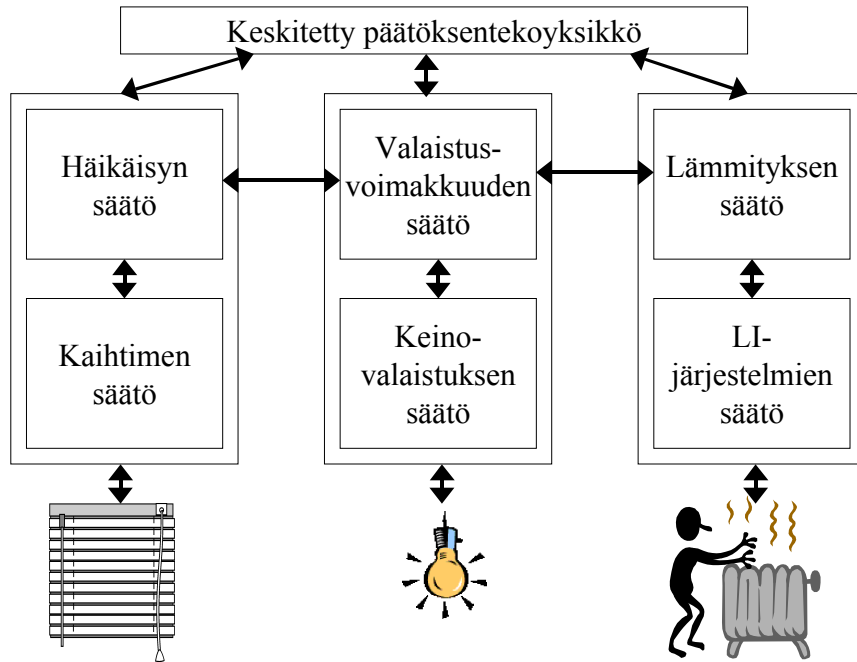 Keskitetty päätöksentekoyksikkö
Häikäisyn
säätö
Valaistus-
voimakkuuden
säätö
Lämmityksen
säätö
Kaihtimen
säätö
Keino-
valaistuksen
säätö
LI-
järjestelmien
säätö